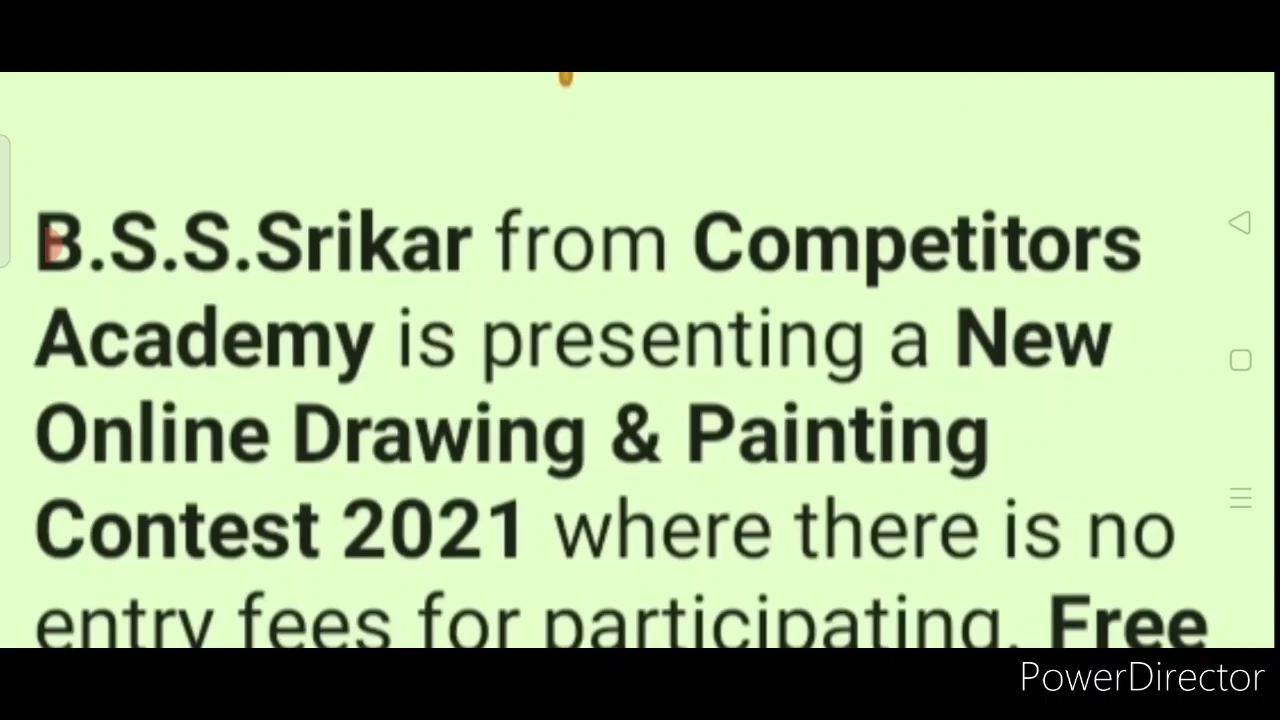 B.S.S.Srikar from Competitors
Academy is presenting a New
Online Drawing & Painting
Contest 2021 where there is no
entry fees for participating. Free
PowerDirector